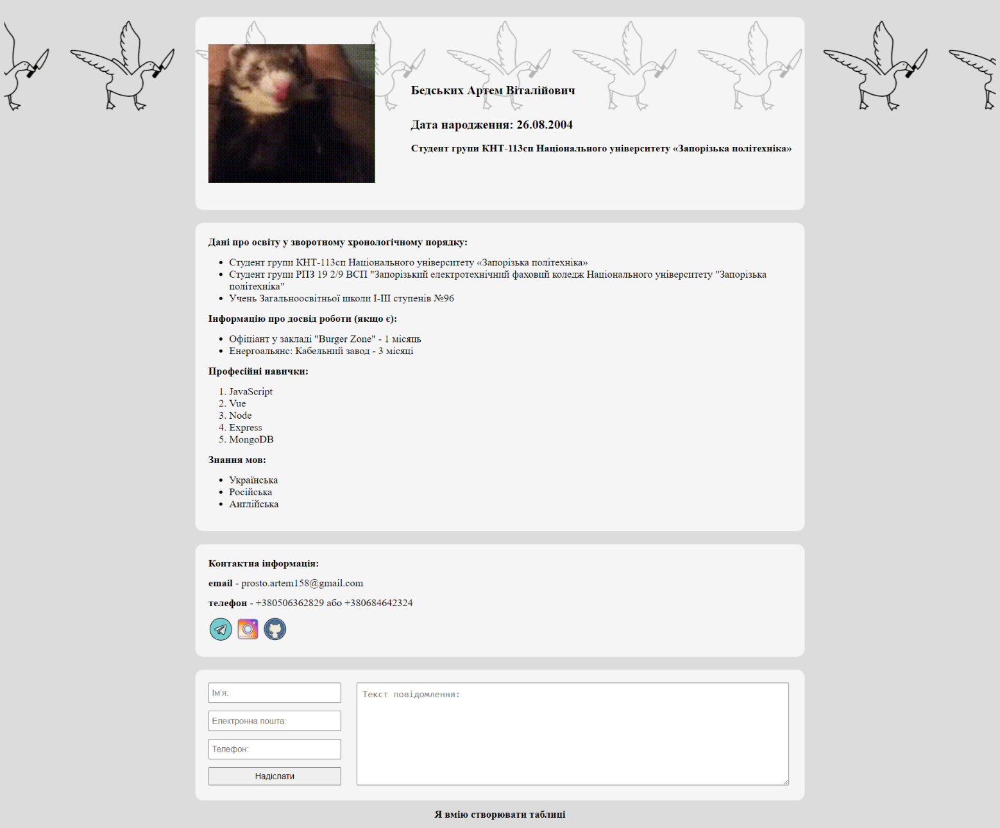 Бедських Артем Віталійович
Дата народження: 26.08.2004
Студент групи КНТ-113сп Національного університету «Запорізька політехніка»
Дані про освіту у зворотному хронологічному порядку:
• Студент групи КНТ-113сп Національного університету «Запорізька політехніка»
• Студент групи РПЗ 19 2/9 ВСП "Запорізький електротехнічний фаховий коледж Національного університету "Запорізька
політехніка"
• Учень Загальноосвітньої школи І-ІІІ ступенів №96
Інформацію про досвід роботи (якщо є):
• Офіціант у закладі "Burger Zone" - 1 місяць
• Енергоальянс: Кабельний завод - 3 місяці
Професійні навички:
1. JavaScript
2. Vue
3. Node
4. Express
5. MongoDB
Знання мов:
• Українська
• Російська
• Англійська
Контактна інформація:
email - prosto.artem158@gmail.com
телефон - +380506362829 або +380684642324
Ім'я:
Електронна пошта:
Телефон:
Надіслати
Текст повідомлення:
Я вмію створювати таблиці